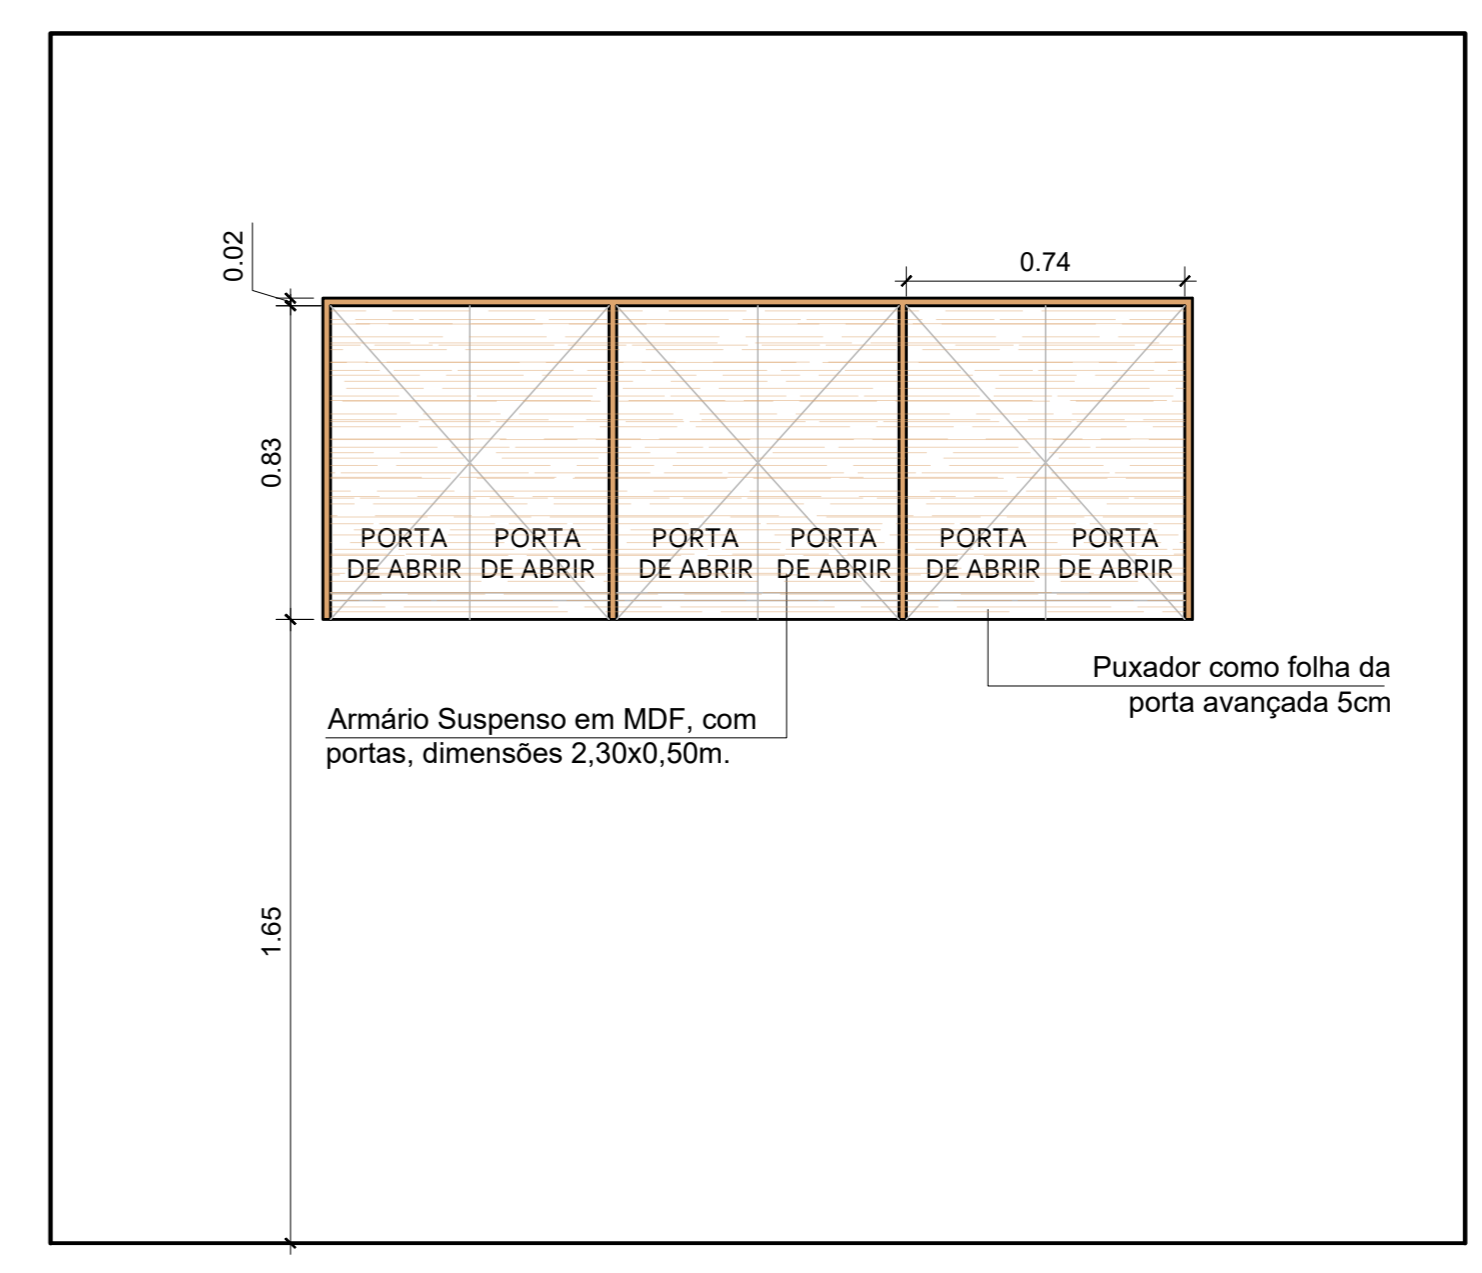 0.02
0.74
0.83
PORTA PORTA PORTA PORTA PORTA PORTA
DE ABRIR DE ABRIR DE ABRIR DE ABRIR DE ABRIR DE ABRIR
Puxador como folha da
porta avançada 5cm
Armário Suspenso em MDF, com
portas, dimensões 2,30x0,50m.
1.65